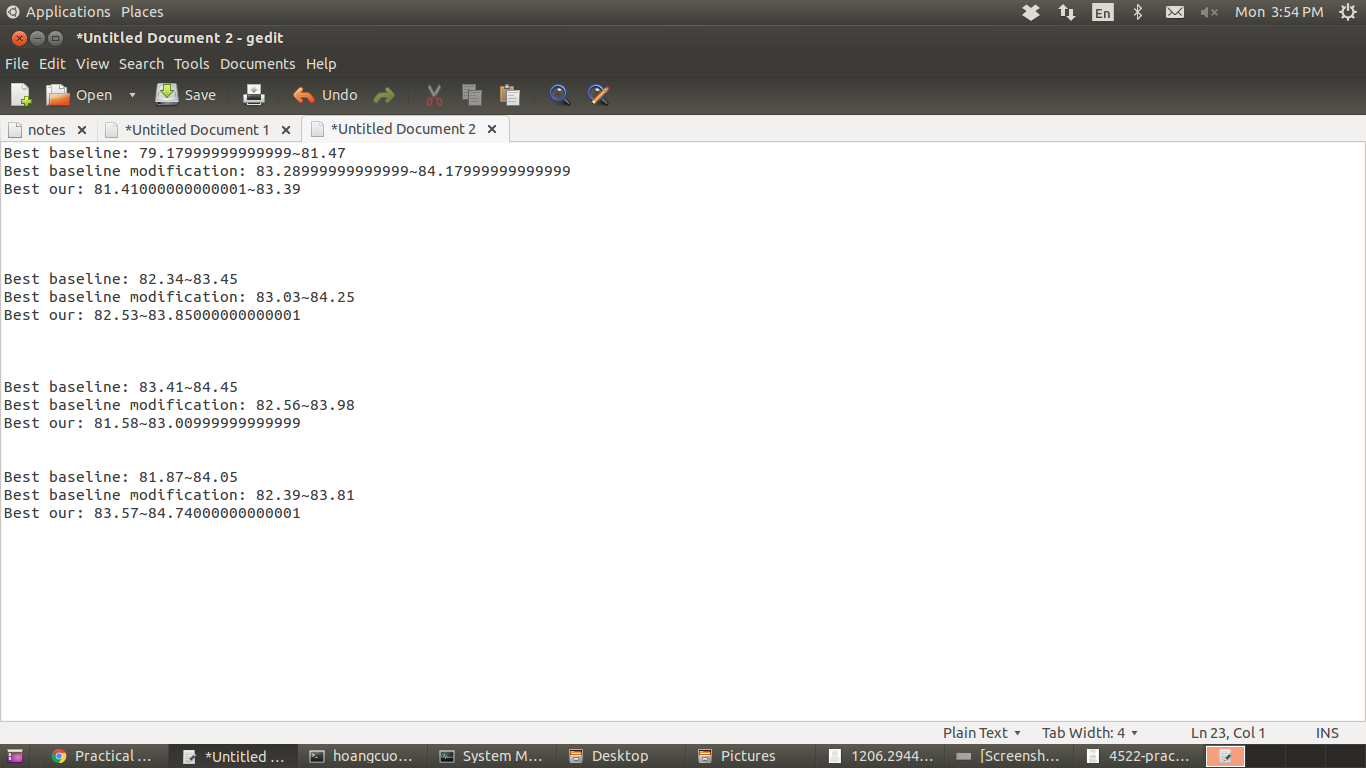 Applications Places
En
Mon 3:54 PM
*Untitled Document 2 - gedit
File Edit View Search Tools Documents Help
Open Save Undo
notes *Untitled Document 1 *Untitled Document 2
Best baseline: 79.17999999999999~81.47
Best baseline modification: 83.28999999999999~84.17999999999999
Best our: 81.41000000000001~83.39
Best baseline: 82.34~83.45
Best baseline modification: 83.03~84.25
Best our: 82.53~83.85000000000001
Best baseline: 83.41~84.45
Best baseline modification: 82.56~83.98
Best our: 81.58~83.00999999999999
Best baseline: 81.87~84.05
Best baseline modification: 82.39~83.81
Best our: 83.57~84.74000000000001
Plain Text Tab Width: 4 Ln 23, Col 1 INS
Practical ... *Untitled ... hoangcuo... System M... Desktop Pictures 1206.2944... [Screensh... 4522-prac...